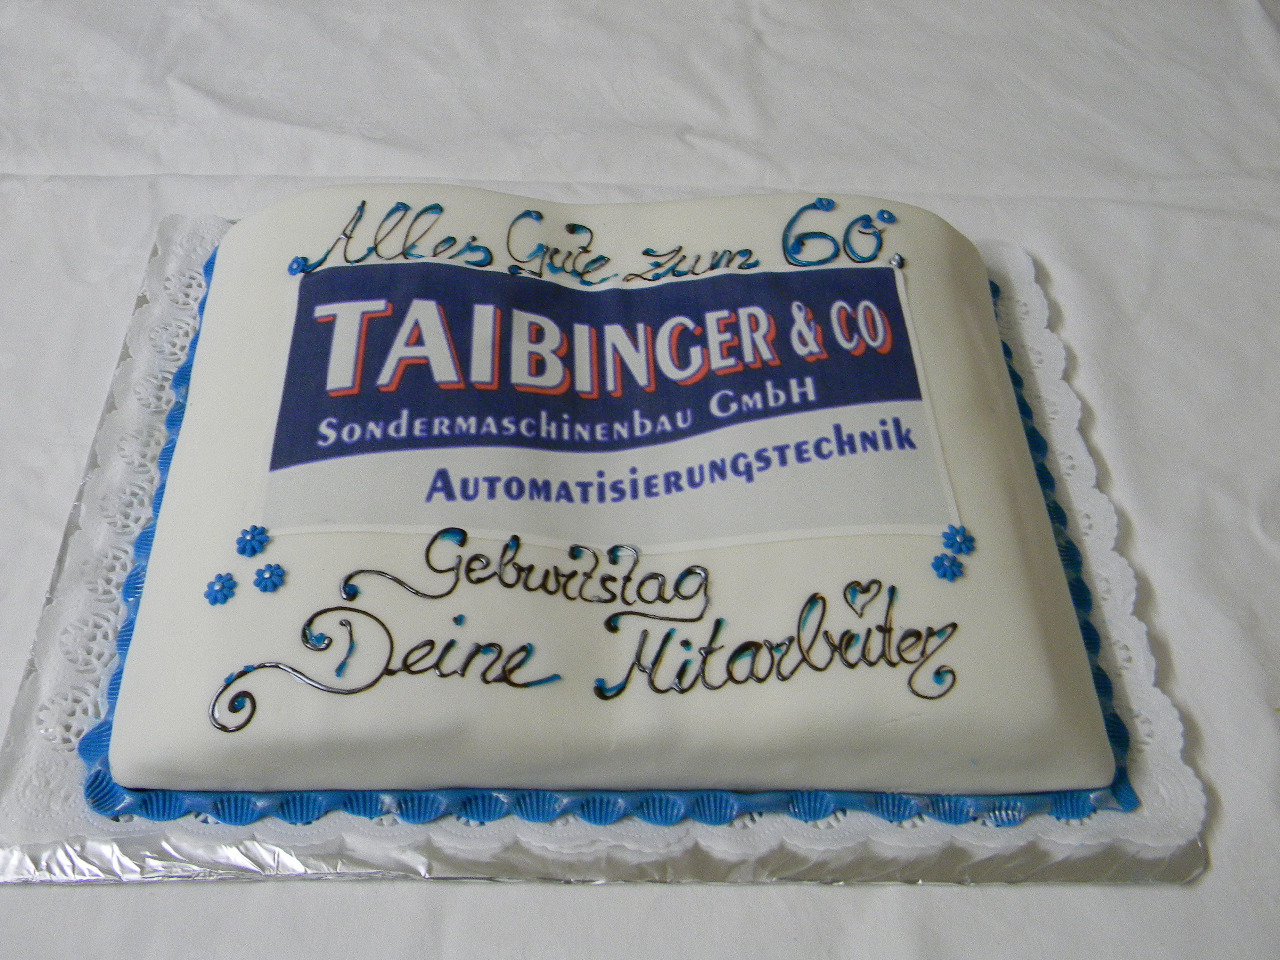 Alles Gute zum 60.
TAIBINGER & CO
SONDERMASCHINENBAU GMBH
AUTOMATISIERUNGSTECHNIK
Geburtstag
Deine Mitarbeiter